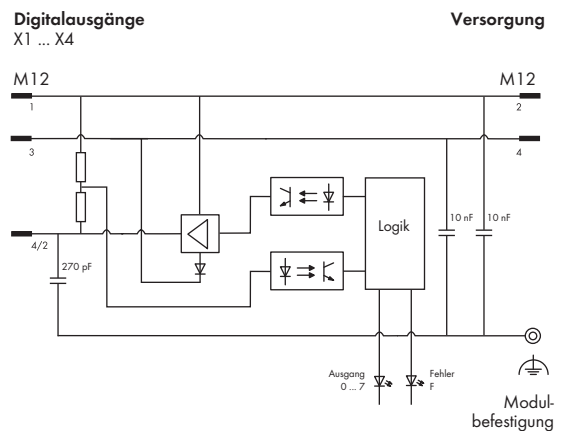 Digitalausgänge
X1 ... X4
Versorgung
M12
M12
1
2
3
4
10 nF
10 nF
Logik
4/2
270 pF
Ausgang
0 ... 7
Fehler
F
Modul-
befestigung